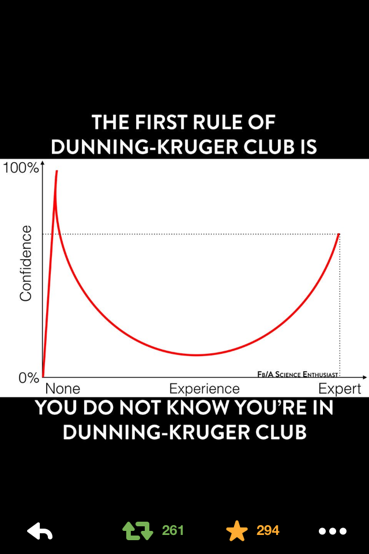 THE FIRST RULE OF
DUNNING-KRUGER CLUB IS
100%
Confidence
0%
FB/A SCIENCE ENTHUSIAST
None Experience Expert
YOU DO NOT KNOW YOU'RE IN
DUNNING-KRUGER CLUB
261 294